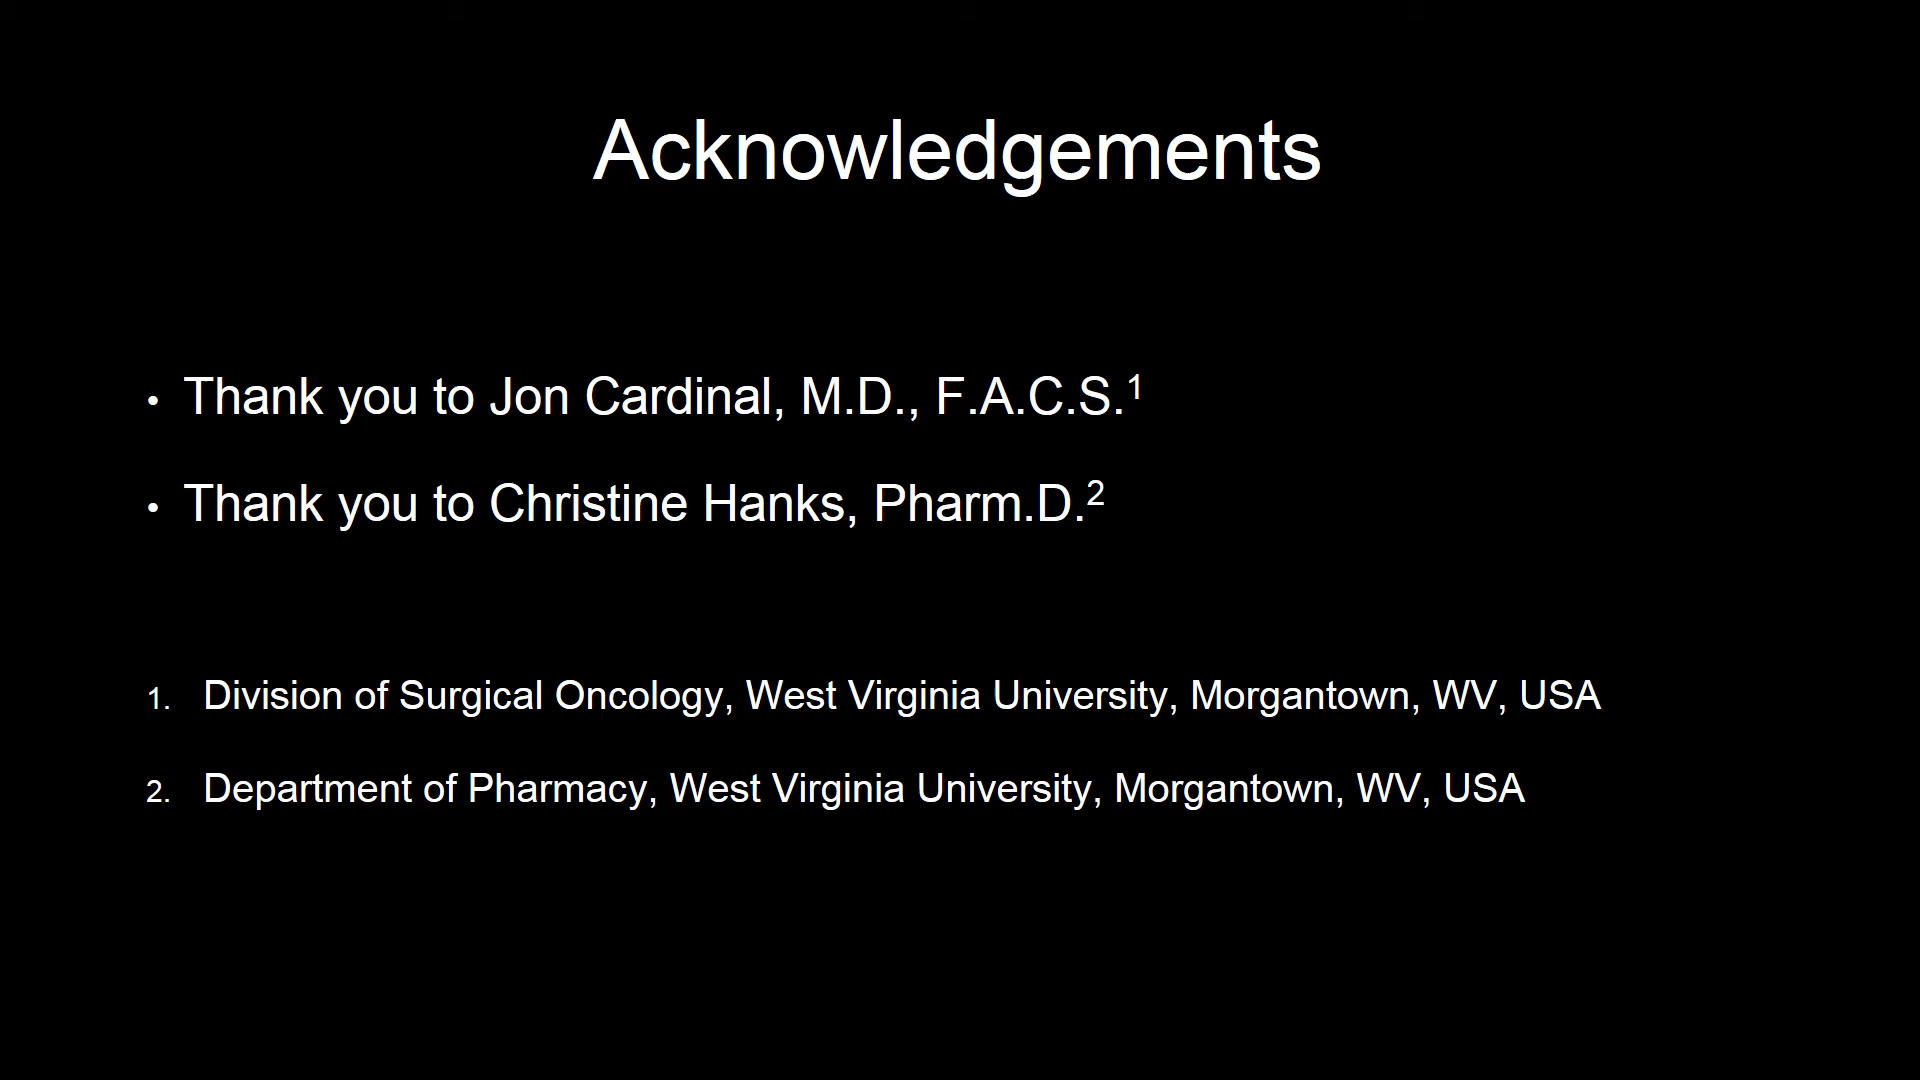 Acknowledgements
• Thank you to Jon Cardinal, M.D., F.A.C.S.¹
• Thank you to Christine Hanks, Pharm.D.²
1. Division of Surgical Oncology, West Virginia University, Morgantown, WV, USA
2. Department of Pharmacy, West Virginia University, Morgantown, WV, USA